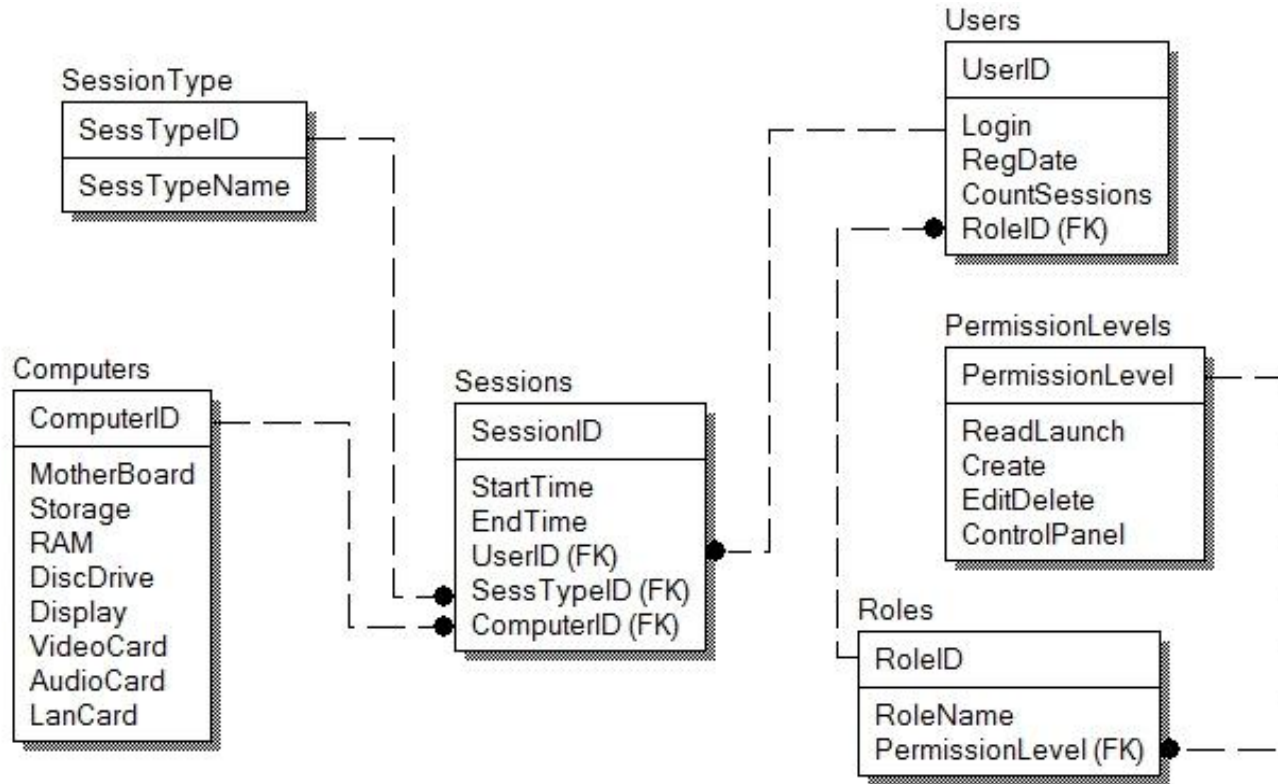 SessionType
SessTypeID
SessTypeName
Computers
ComputerID
MotherBoard
Storage
RAM
DiscDrive
Display
VideoCard
AudioCard
LanCard
Sessions
SessionID
StartTime
EndTime
UserID (FK)
SessTypeID (FK)
ComputerID (FK)
Users
UserID
Login
RegDate
CountSessions
RoleID (FK)
PermissionLevels
PermissionLevel
ReadLaunch
Create
EditDelete
ControlPanel
Roles
RoleID
RoleName
PermissionLevel (FK)